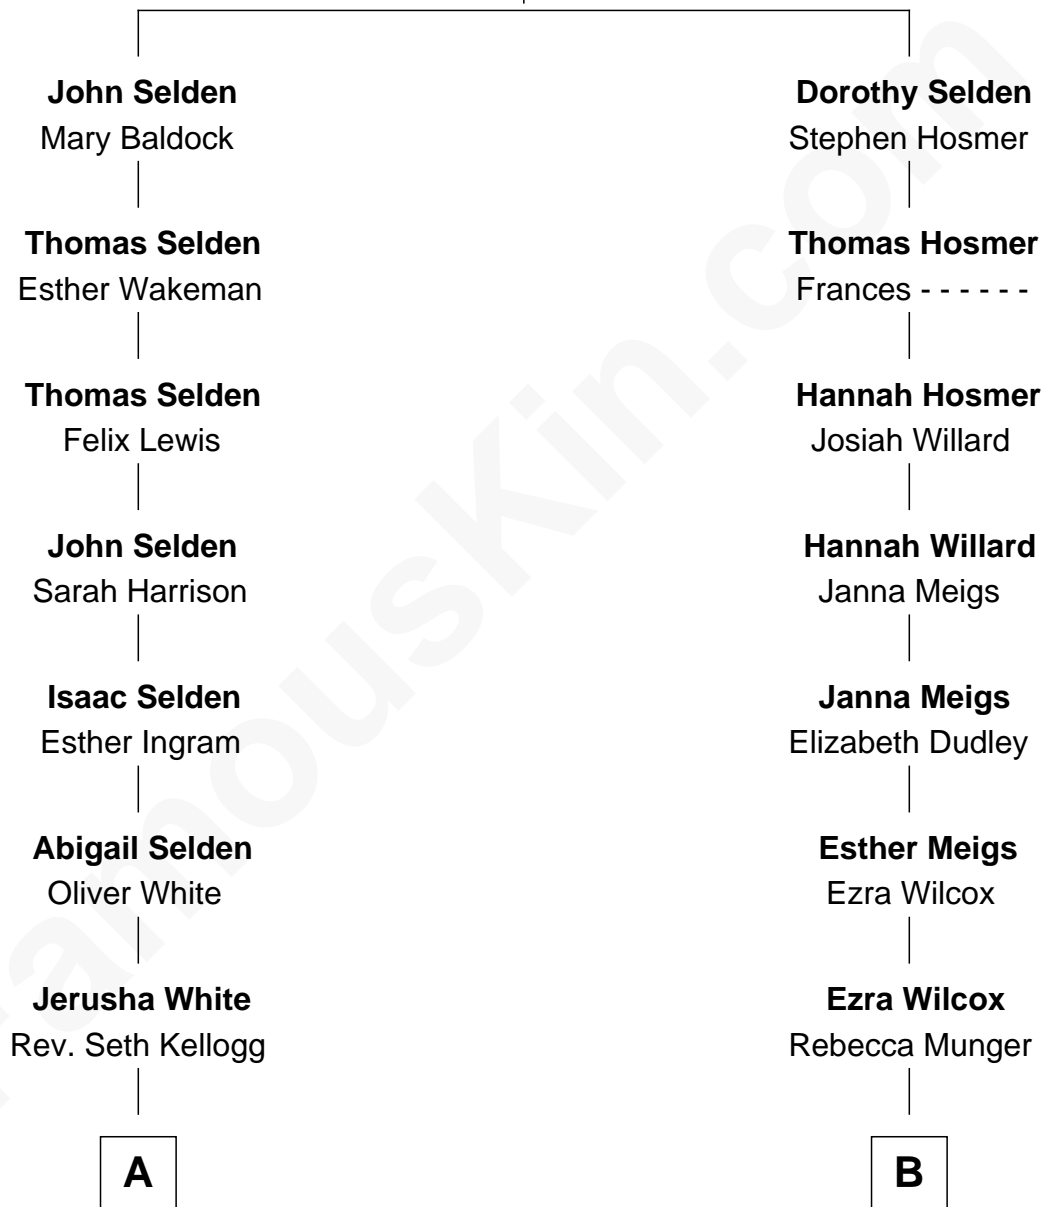 John Selden
Mary Baldock
Dorothy Selden
Stephen Hosmer
Thomas Selden
Esther Wakeman
Thomas Hosmer
Frances - - - - - -
Thomas Selden
Felix Lewis
Hannah Hosmer
Josiah Willard
John Selden
Sarah Harrison
Hannah Willard
Janna Meigs
Isaac Selden
Esther Ingram
Janna Meigs
Elizabeth Dudley
Abigail Selden
Oliver White
Esther Meigs
Ezra Wilcox
Jerusha White
Rev. Seth Kellogg
Ezra Wilcox
Rebecca Munger
A
B
FamousKin.com